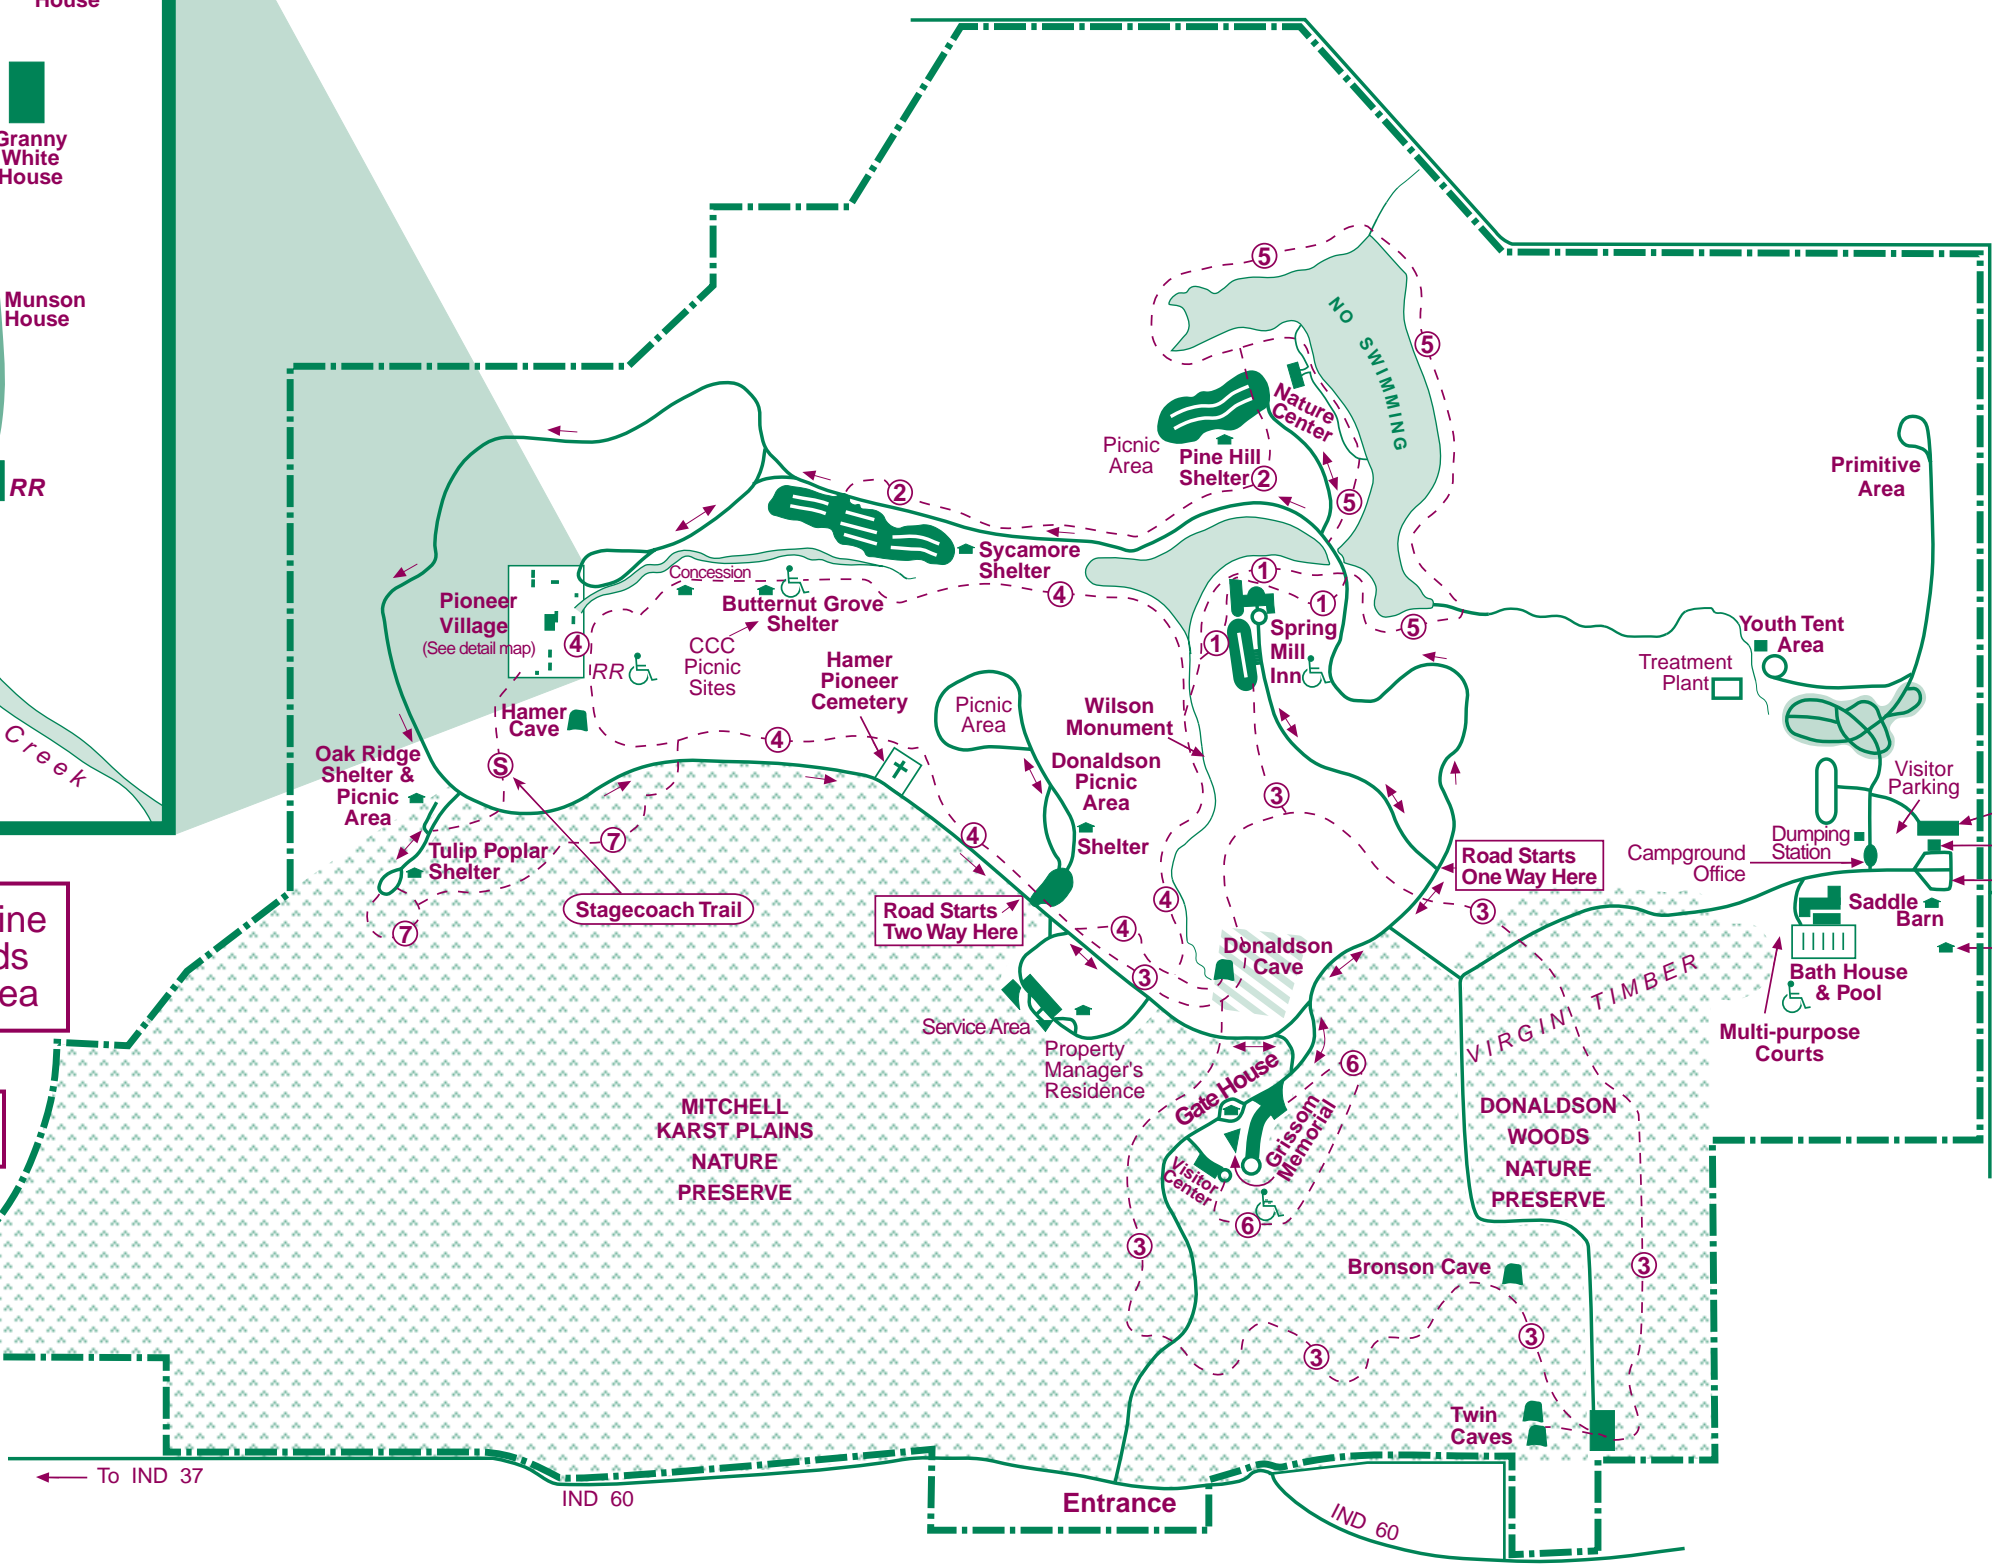 House
Granny
White
House
Munson
House
RR
Creek
5
NO SWIMMING
5
Nature
Center
Picnic
Area
Pine Hill
Shelter
2
5
2
Primitive
Area
Sycamore
Shelter
Concession
Butternut Grove
Shelter
4
1
1
1
5
Spring
Mill
Inn
Pioneer
Village
(See detail map)
4
RR
CCC
Picnic
Sites
Hamer
Pioneer
Cemetery
Youth Tent
Area
Treatment
Plant
Hamer
Cave
4
Picnic
Area
Wilson
Monument
Donaldson
Picnic
Area
Shelter
Oak Ridge
Shelter &
Picnic
Area
S
3
Visitor
Parking
Dumping
Station
Campground
Office
Tulip Poplar
Shelter
7
4
Road Starts
One Way Here
Stagecoach Trail
Road Starts
Two Way Here
7
4
4
3
3
Saddle
Barn
Donaldson
Cave
Bath House
& Pool
Multi-purpose
Courts
VIRGIN TIMBER
Service Area
Property
Manager's
Residence
Gate House
6
Grissom
Memorial
Visitor
Center
6
MITCHELL
KARST PLAINS
NATURE
PRESERVE
DONALDSON
WOODS
NATURE
PRESERVE
3
Bronson Cave
3
3
3
Twin
Caves
To IND 37
IND 60
Entrance
IND 60